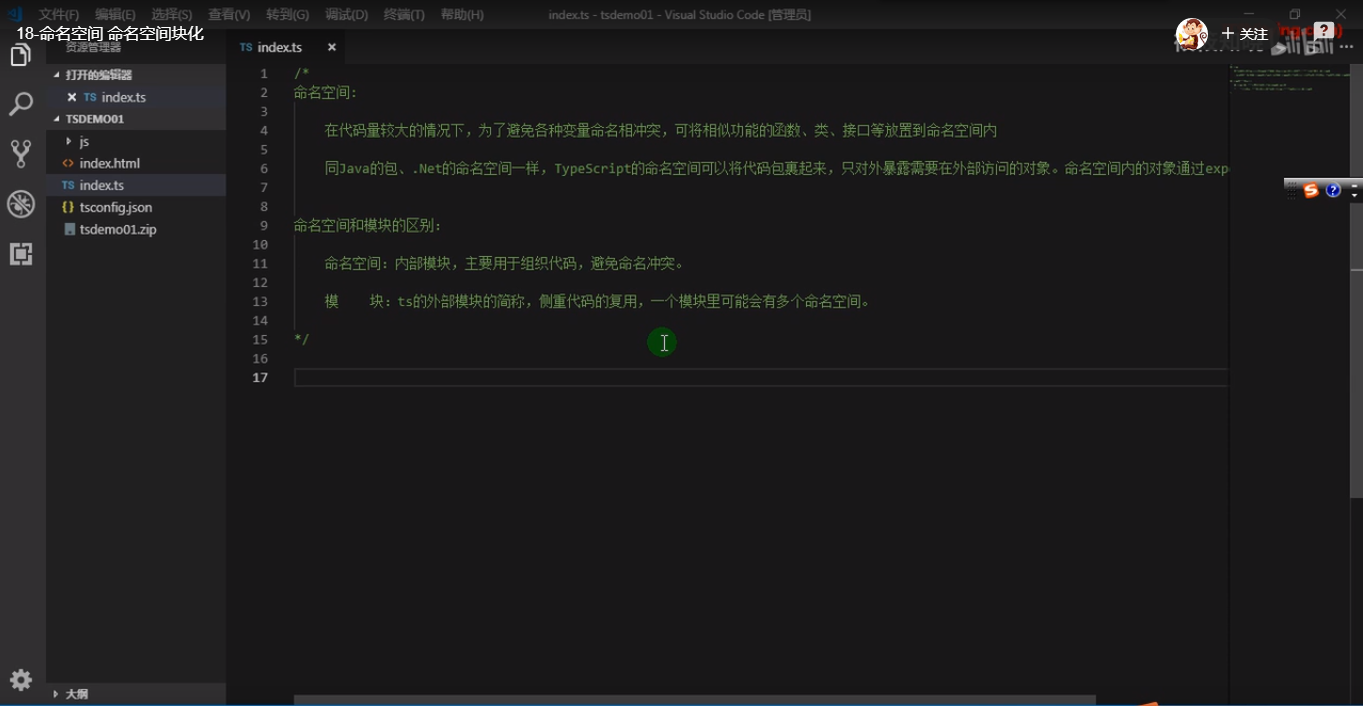 文件(F) 编辑(E) 选择(S) 查看(V) 转到(G) 调试(D) 终端(T) 帮助(H) index.ts - tsdemo01 - Visual Studio Code [管理员]
18-命名空间 命名空间块化
+ 关注
资源管理器
TS index.ts ×
打开的编辑器
× TS index.ts
TSDEMO01
js
<> index.html
TS index.ts
{} tsconfig.json
tsdemo01.zip
大纲
1 /*
2 命名空间:
3
4 在代码量较大的情况下，为了避免各种变量命名相冲突，可将相似功能的函数、类、接口等放置到命名空间内
5
6 同Java的包、.Net的命名空间一样，TypeScript的命名空间可以将代码包裹起来，只对外暴露需要在外部访问的对象。命名空间内的对象通过exp
7
8
9 命名空间和模块的区别:
10
11 命名空间: 内部模块，主要用于组织代码，避免命名冲突。
12
13 模 块: ts的外部模块的简称，侧重代码的复用，一个模块里可能会有多个命名空间。
14
15 */
16
17